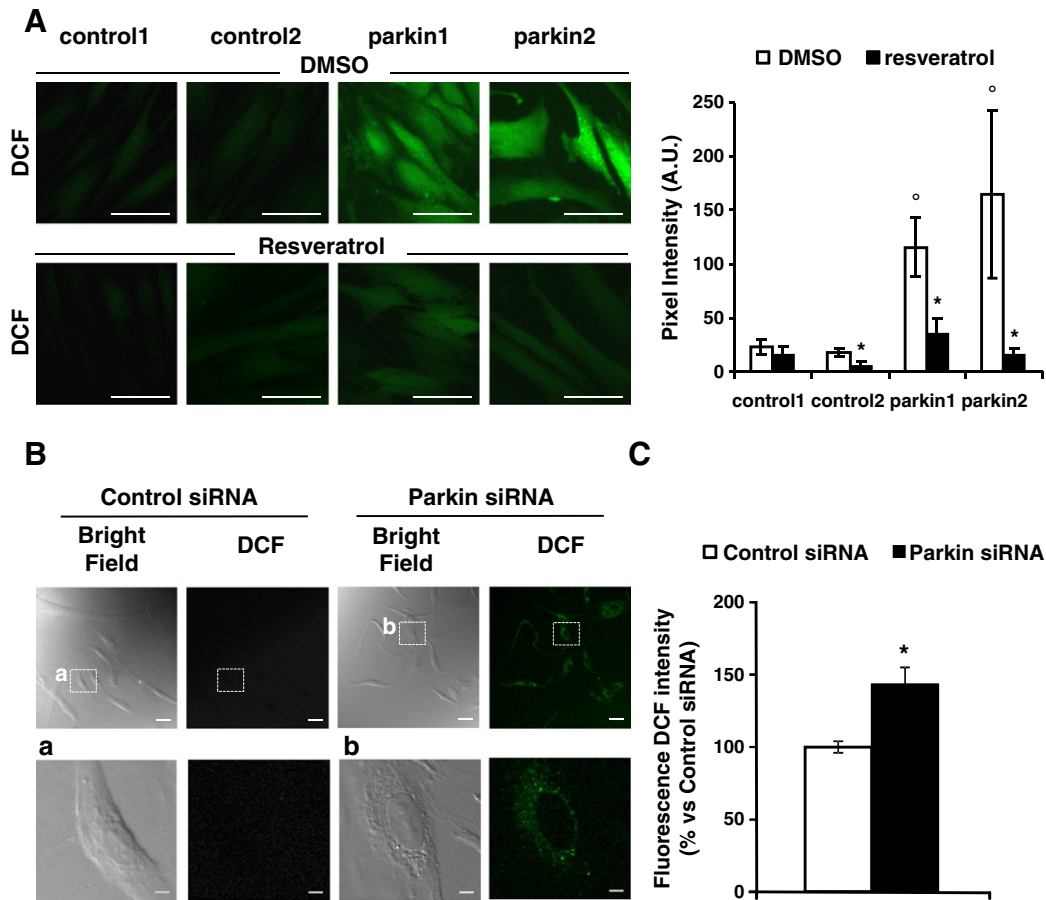 A
control1 control2 parkin1 parkin2
DMSO
DCF
Resveratrol
DCF
DMSO resveratrol
Pixel Intensity (A.U.)
250
200
150
100
50
0
° ° * * *
control1 control2 parkin1 parkin2
B
Control siRNA Parkin siRNA
Bright Field DCF Bright Field DCF
a
b
a
b
C
Control siRNA Parkin siRNA
Fluorescence DCF intensity
(% vs Control siRNA)
200
150
100
50
0
*